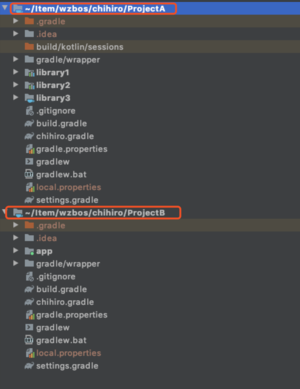 ~/Item/wzbos/chihiro/ProjectA
.gradle
.idea
build/kotlin/sessions
gradle/wrapper
library1
library2
library3
.gitignore
build.gradle
chihiro.gradle
gradle.properties
gradlew
gradlew.bat
local.properties
settings.gradle
~/Item/wzbos/chihiro/ProjectB
.gradle
.idea
app
gradle/wrapper
.gitignore
build.gradle
chihiro.gradle
gradle.properties
gradlew
gradlew.bat
local.properties
settings.gradle